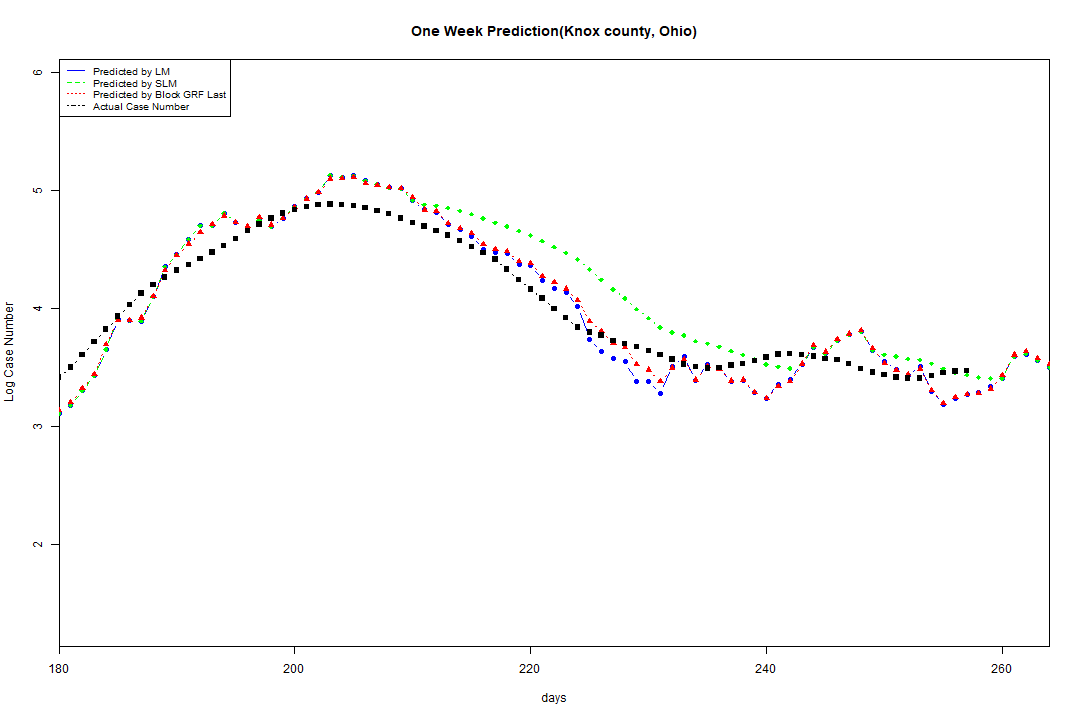 One Week Prediction(Knox county, Ohio)
Predicted by LM
Predicted by SLM
Predicted by Block GRF Last
Actual Case Number
6
5
4
3
2
Log Case Number
180 200 220 240 260
days